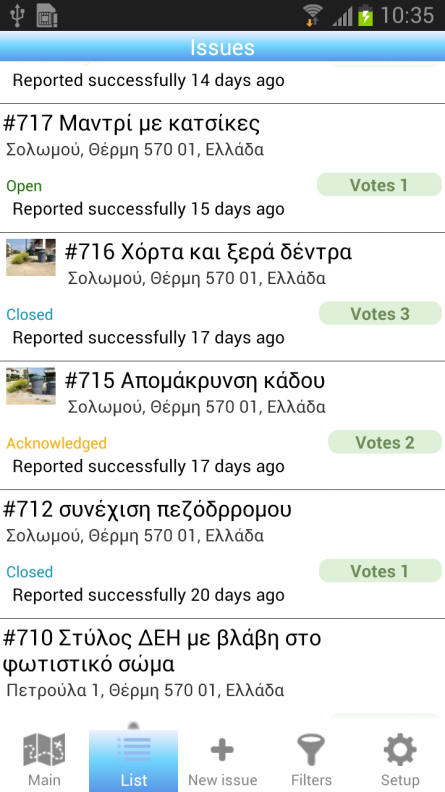 10:35
Issues
Reported successfully 14 days ago
#717 Μαντρί με κατσίκες
Σολωμού, Θέρμη 570 01, Ελλάδα
Open
Votes 1
Reported successfully 15 days ago
#716 Χόρτα και ξερά δέντρα
Σολωμού, Θέρμη 570 01, Ελλάδα
Closed
Votes 3
Reported successfully 17 days ago
#715 Απομάκρυνση κάδου
Σολωμού, Θέρμη 570 01, Ελλάδα
Acknowledged
Votes 2
Reported successfully 17 days ago
#712 συνέχιση πεζόδρρομου
Σολωμού, Θέρμη 570 01, Ελλάδα
Closed
Votes 1
Reported successfully 20 days ago
#710 Στύλος ΔΕΗ με βλάβη στο
φωτιστικό σώμα
Πετρούλα 1, Θέρμη 570 01, Ελλάδα
Main
List
New issue
Filters
Setup